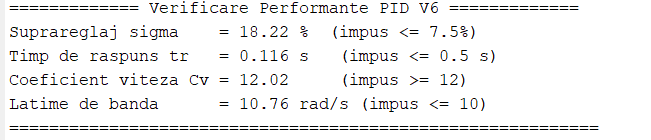 ============= Verificare Performante PID V6 =============
Suprareglaj sigma    = 18.22 %  (impus <= 7.5%)
Timp de raspuns tr   = 0.116 s   (impus <= 0.5 s)
Coeficient viteza Cv = 12.02     (impus >= 12)
Latime de banda      = 10.76 rad/s (impus <= 10)
===========================================================